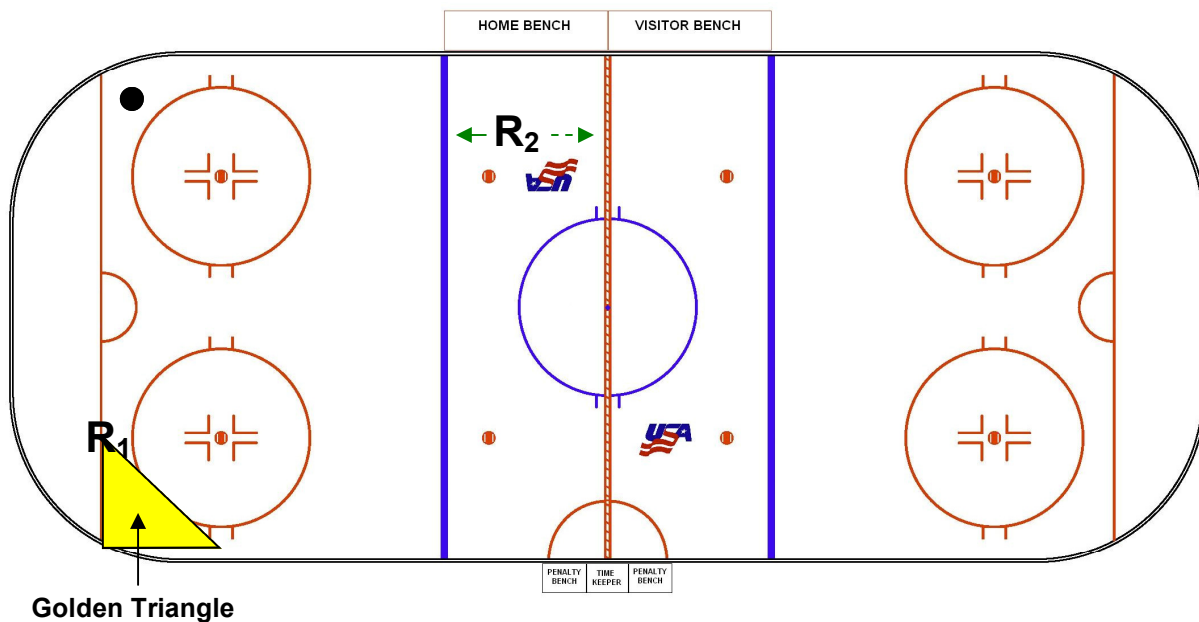 HOME BENCH
VISITOR BENCH
R₂
USA
USA
R₁
PENALTY
BENCH
TIME
KEEPER
PENALTY
BENCH
Golden Triangle